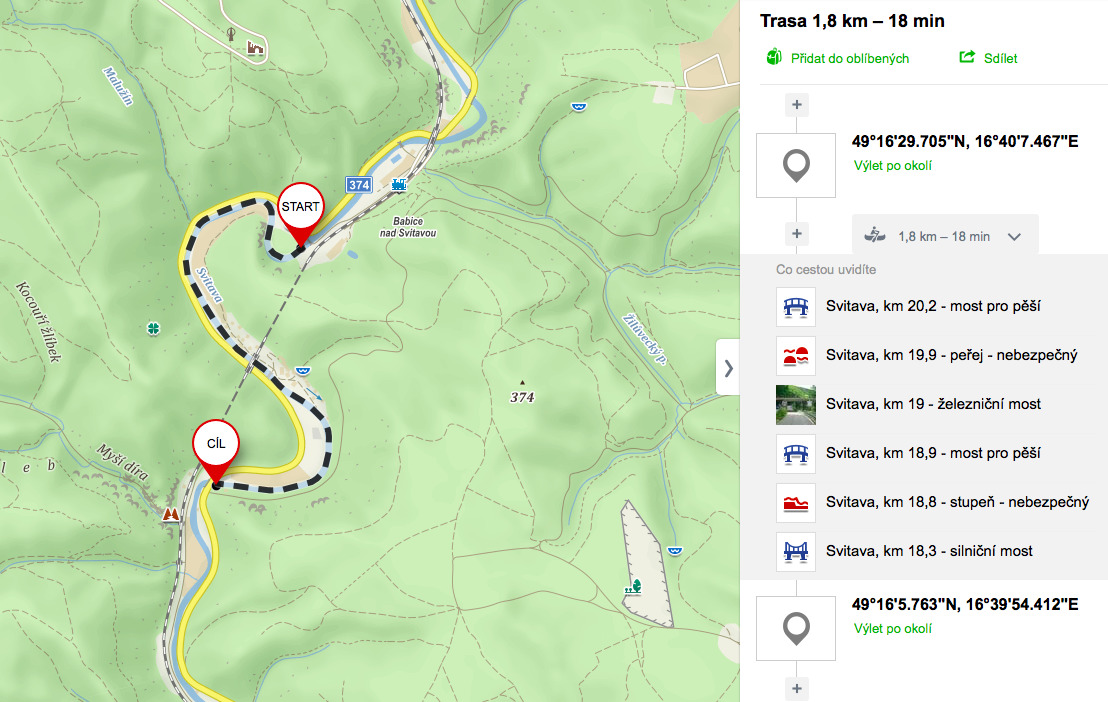 Malužín
374
START
Babice
nad Svitavou
Svitava
Kocouří žlíbek
Žilůvecký p.
374
CÍL
Myší díra
l e b
Trasa 1,8 km – 18 min
Přidat do oblíbených
Sdílet
+
49°16'29.705"N, 16°40'7.467"E
Výlet po okolí
+
1,8 km – 18 min
Co cestou uvidíte
Svitava, km 20,2 - most pro pěší
Svitava, km 19,9 - peřej - nebezpečný
Svitava, km 19 - železniční most
Svitava, km 18,9 - most pro pěší
Svitava, km 18,8 - stupeň - nebezpečný
Svitava, km 18,3 - silniční most
49°16'5.763"N, 16°39'54.412"E
Výlet po okolí
+